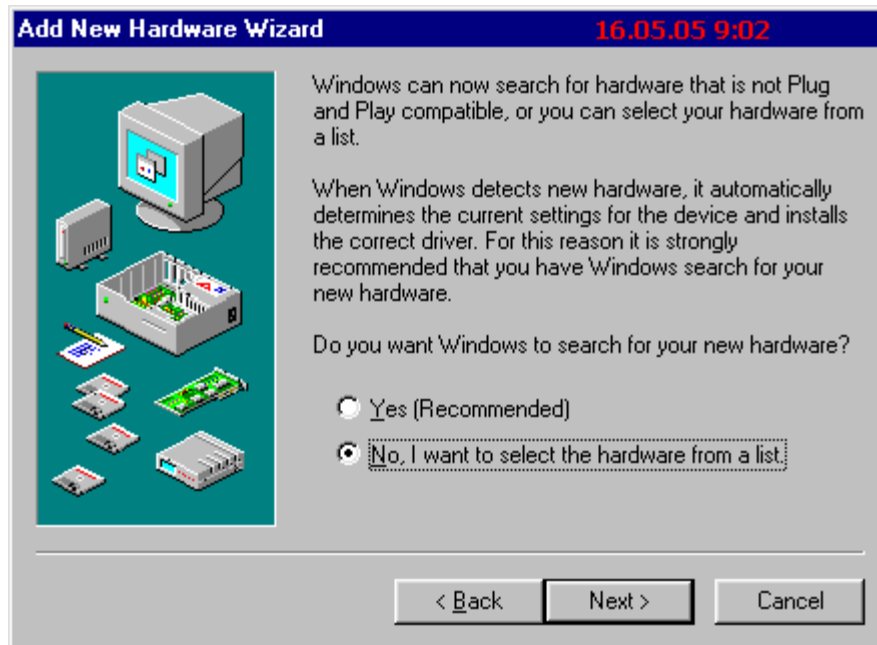 Add New Hardware Wizard 16.05.05 9:02
Windows can now search for hardware that is not Plug
and Play compatible, or you can select your hardware from
a list.
When Windows detects new hardware, it automatically
determines the current settings for the device and installs
the correct driver. For this reason it is strongly
recommended that you have Windows search for your
new hardware.
Do you want Windows to search for your new hardware?
Yes (Recommended)
No, I want to select the hardware from a list.
< Back Next > Cancel